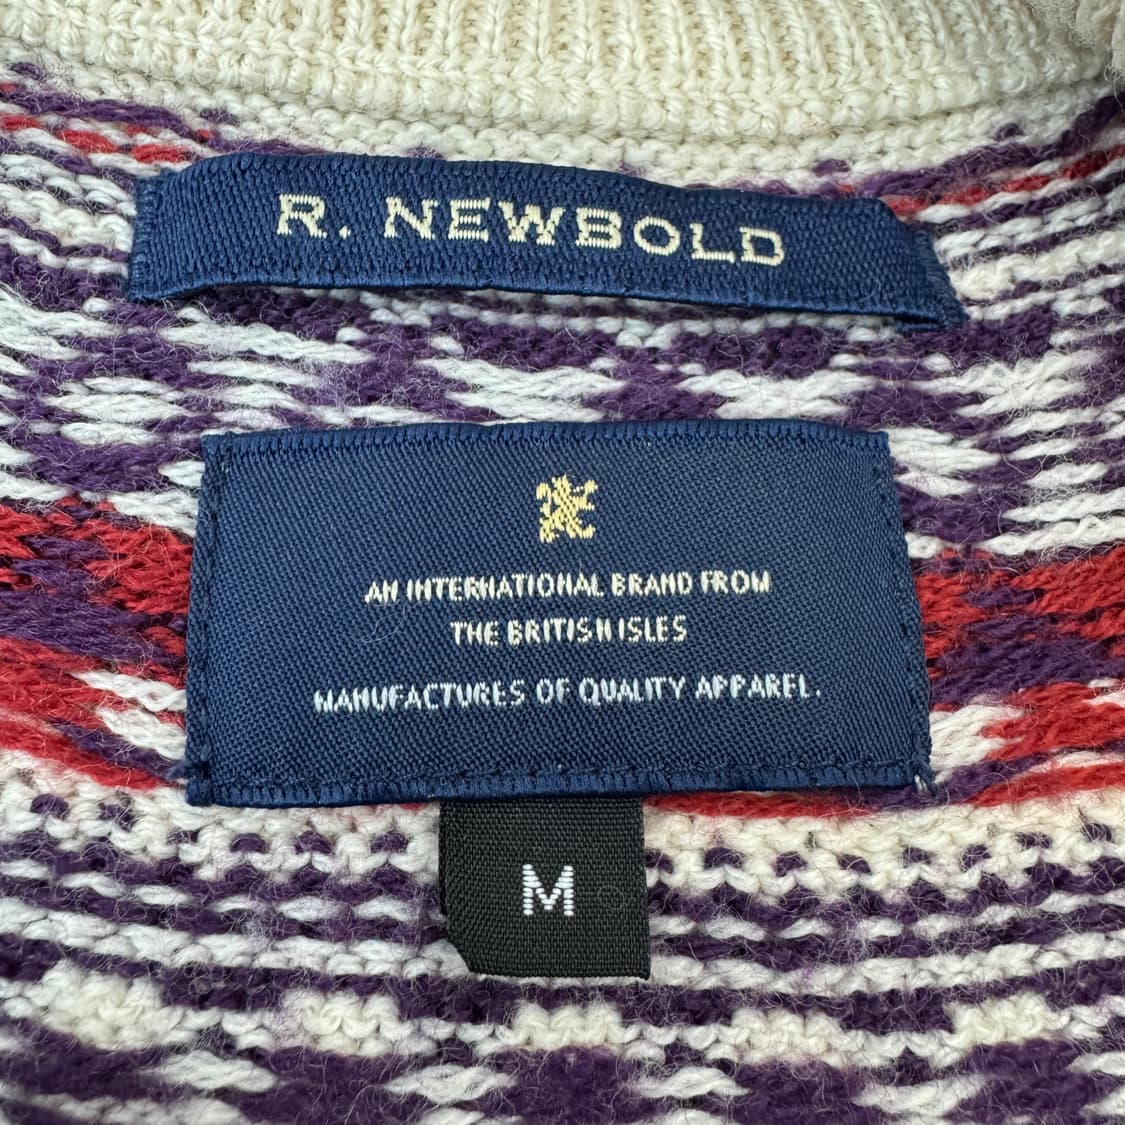 R. NEWBOLD
AN INTERNATIONAL BRAND FROM
THE BRITISH ISLES
MANUFACTURES OF QUALITY APPAREL.
M